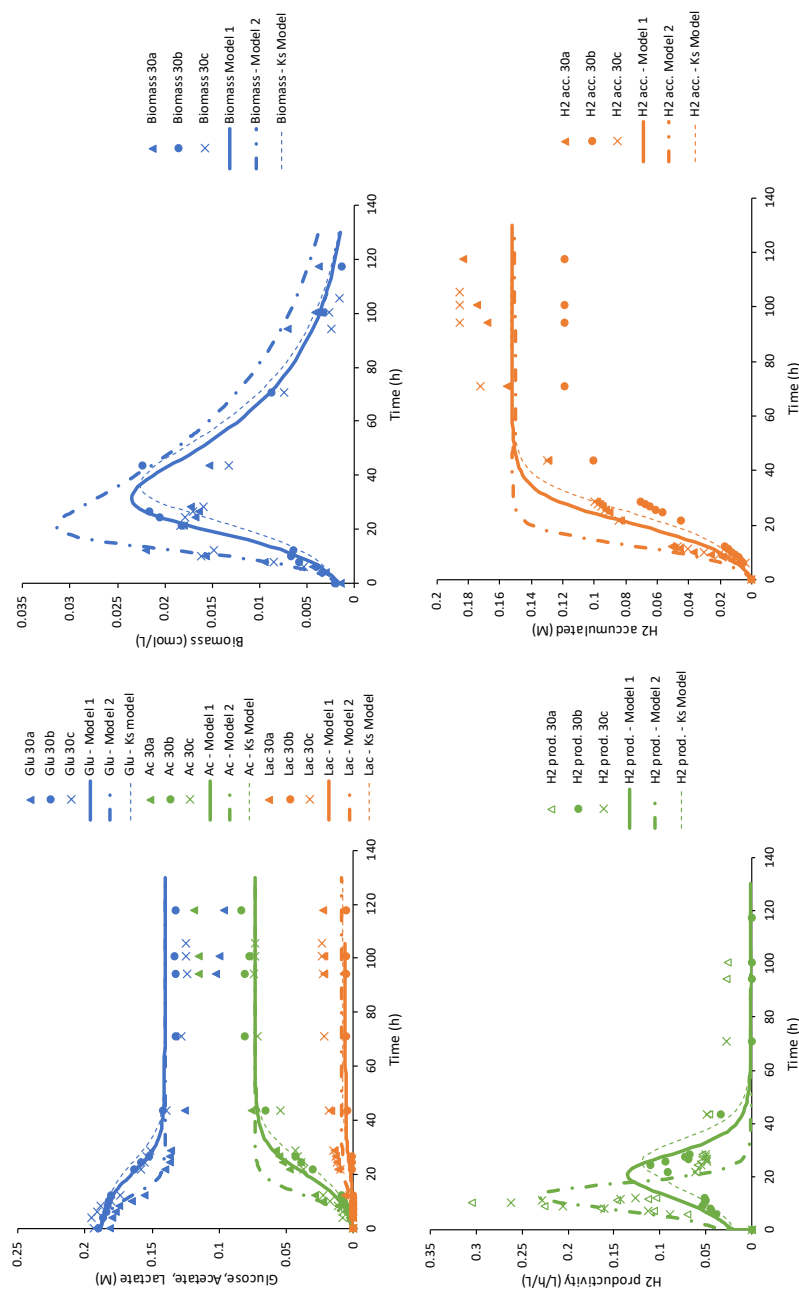 Glucose, Acetate, Lactate (M)
0.25
0.2
0.15
0.1
0.05
0
0
20
40
60
80
100
120
140
Time (h)
Glu 30a
Glu 30b
Glu 30c
Glu - Model 1
Glu - Model 2
Glu - Ks model
Ac 30a
Ac 30b
Ac 30c
Ac - Model 1
Ac - Model 2
Ac - Ks Model
Lac 30a
Lac 30b
Lac 30c
Lac - Model 1
Lac - Model 2
Lac - Ks Model
Biomass (cmol/L)
0.035
0.03
0.025
0.02
0.015
0.01
0.005
0
0
20
40
60
80
100
120
140
Time (h)
Biomass 30a
Biomass 30b
Biomass 30c
Biomass Model 1
Biomass - Model 2
Biomass - Ks Model
H2 productivity (L/h/L)
0.35
0.3
0.25
0.2
0.15
0.1
0.05
0
0
20
40
60
80
100
120
140
Time (h)
H2 prod. 30a
H2 prod. 30b
H2 prod. 30c
H2 prod. - Model 1
H2 prod. - Model 2
H2 prod. - Ks Model
H2 accumulated (M)
0.2
0.18
0.16
0.14
0.12
0.1
0.08
0.06
0.04
0.02
0
0
20
40
60
80
100
120
140
Time (h)
H2 acc. 30a
H2 acc. 30b
H2 acc. 30c
H2 acc. - Model 1
H2 acc. Model 2
H2 acc. - Ks Model